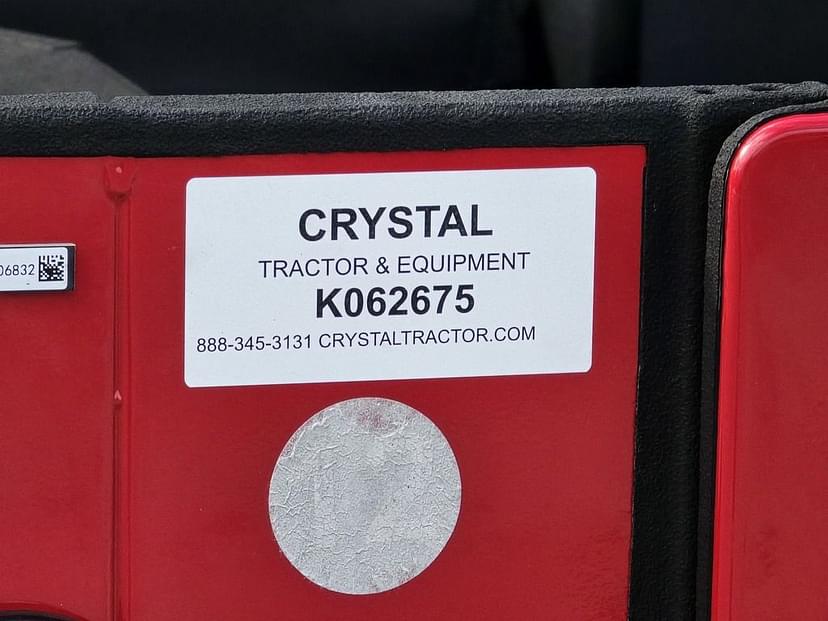 CRYSTAL
TRACTOR & EQUIPMENT
K062675
888-345-3131 CRYSTALTRACTOR.COM
06832